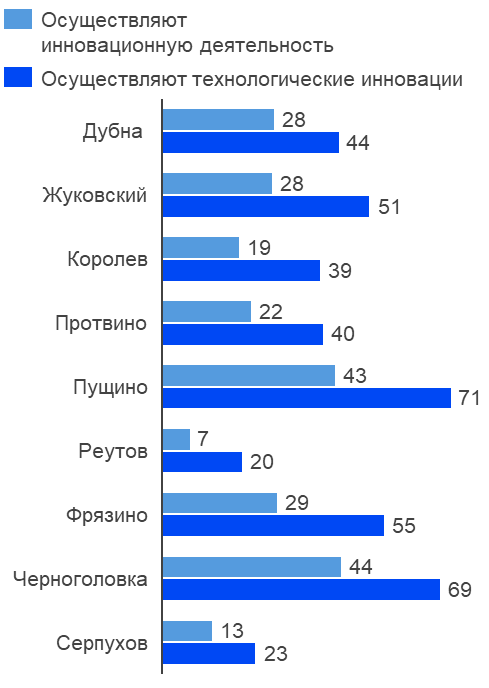 Осуществляют
инновационную деятельность
Осуществляют технологические инновации
Дубна
28
44
Жуковский
28
51
Королев
19
39
Протвино
22
40
Пущино
43
71
Реутов
7
20
Фрязино
29
55
Черноголовка
44
69
Серпухов
13
23